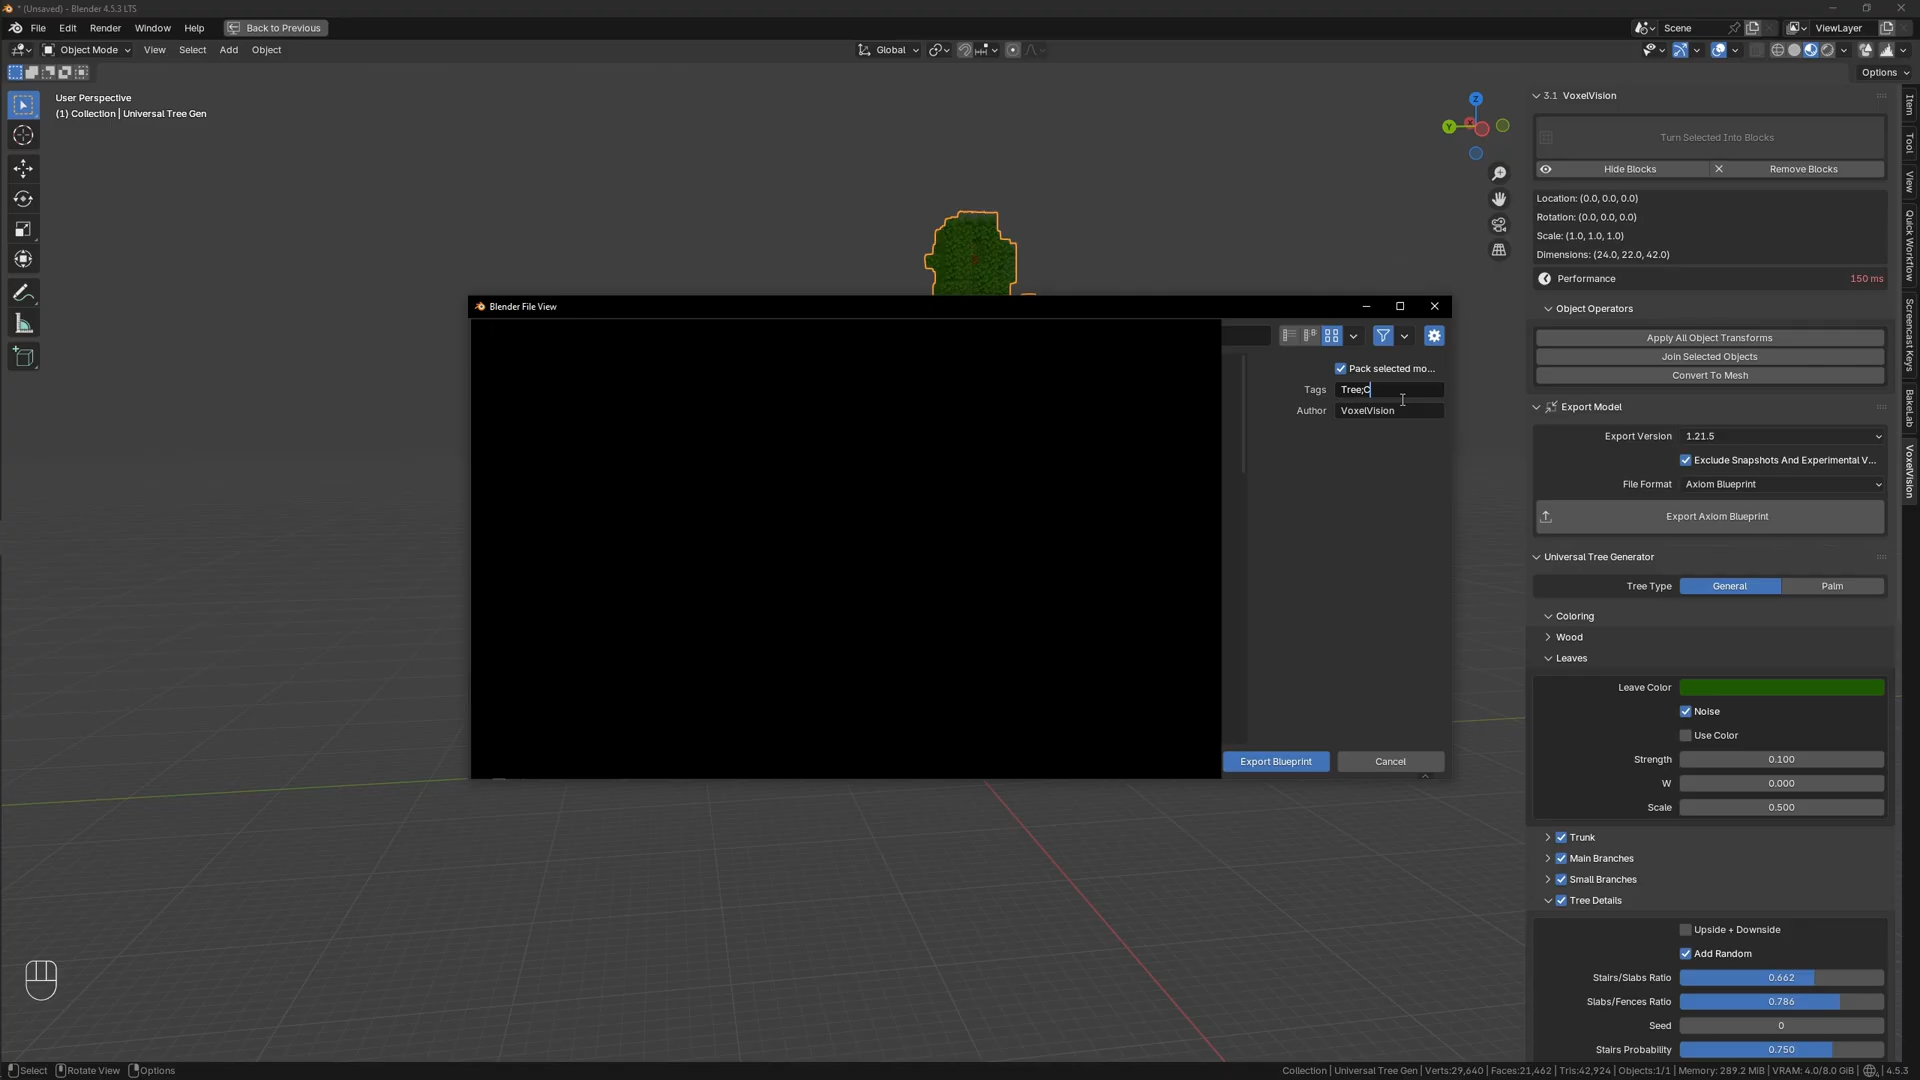 * (Unsaved) - Blender 4.5.3 LTS
File Edit Render Window Help Back to Previous Scene ViewLayer
Object Mode View Select Add Object Global
Options
User Perspective
(1) Collection | Universal Tree Gen
Z
Y
X
3.1 VoxelVision
Turn Selected Into Blocks
Hide Blocks Remove Blocks
Location: (0.0, 0.0, 0.0)
Rotation: (0.0, 0.0, 0.0)
Scale: (1.0, 1.0, 1.0)
Dimensions: (24.0, 22.0, 42.0)
Performance 150 ms
Object Operators
Apply All Object Transforms
Join Selected Objects
Convert To Mesh
Export Model
Export Version 1.21.5
Exclude Snapshots And Experimental V...
File Format Axiom Blueprint
Export Axiom Blueprint
Universal Tree Generator
Tree Type General Palm
Coloring
Wood
Leaves
Leave Color
Noise
Use Color
Strength 0.100
W 0.000
Scale 0.500
Trunk
Main Branches
Small Branches
Tree Details
Upside + Downside
Add Random
Stairs/Slabs Ratio 0.662
Slabs/Fences Ratio 0.786
Seed 0
Stairs Probability 0.750
Item
Tool
View
Quick Workflow
Screencast Keys
BakeLab
VoxelVision
Blender File View
Pack selected mo...
Tags Tree;C
Author VoxelVision
Export Blueprint Cancel
Select Rotate View Options
Collection | Universal Tree Gen | Verts:29,640 | Faces:21,462 | Tris:42,924 | Objects:1/1 | Memory: 289.2 MiB | VRAM: 4.0/8.0 GiB | 4.5.3